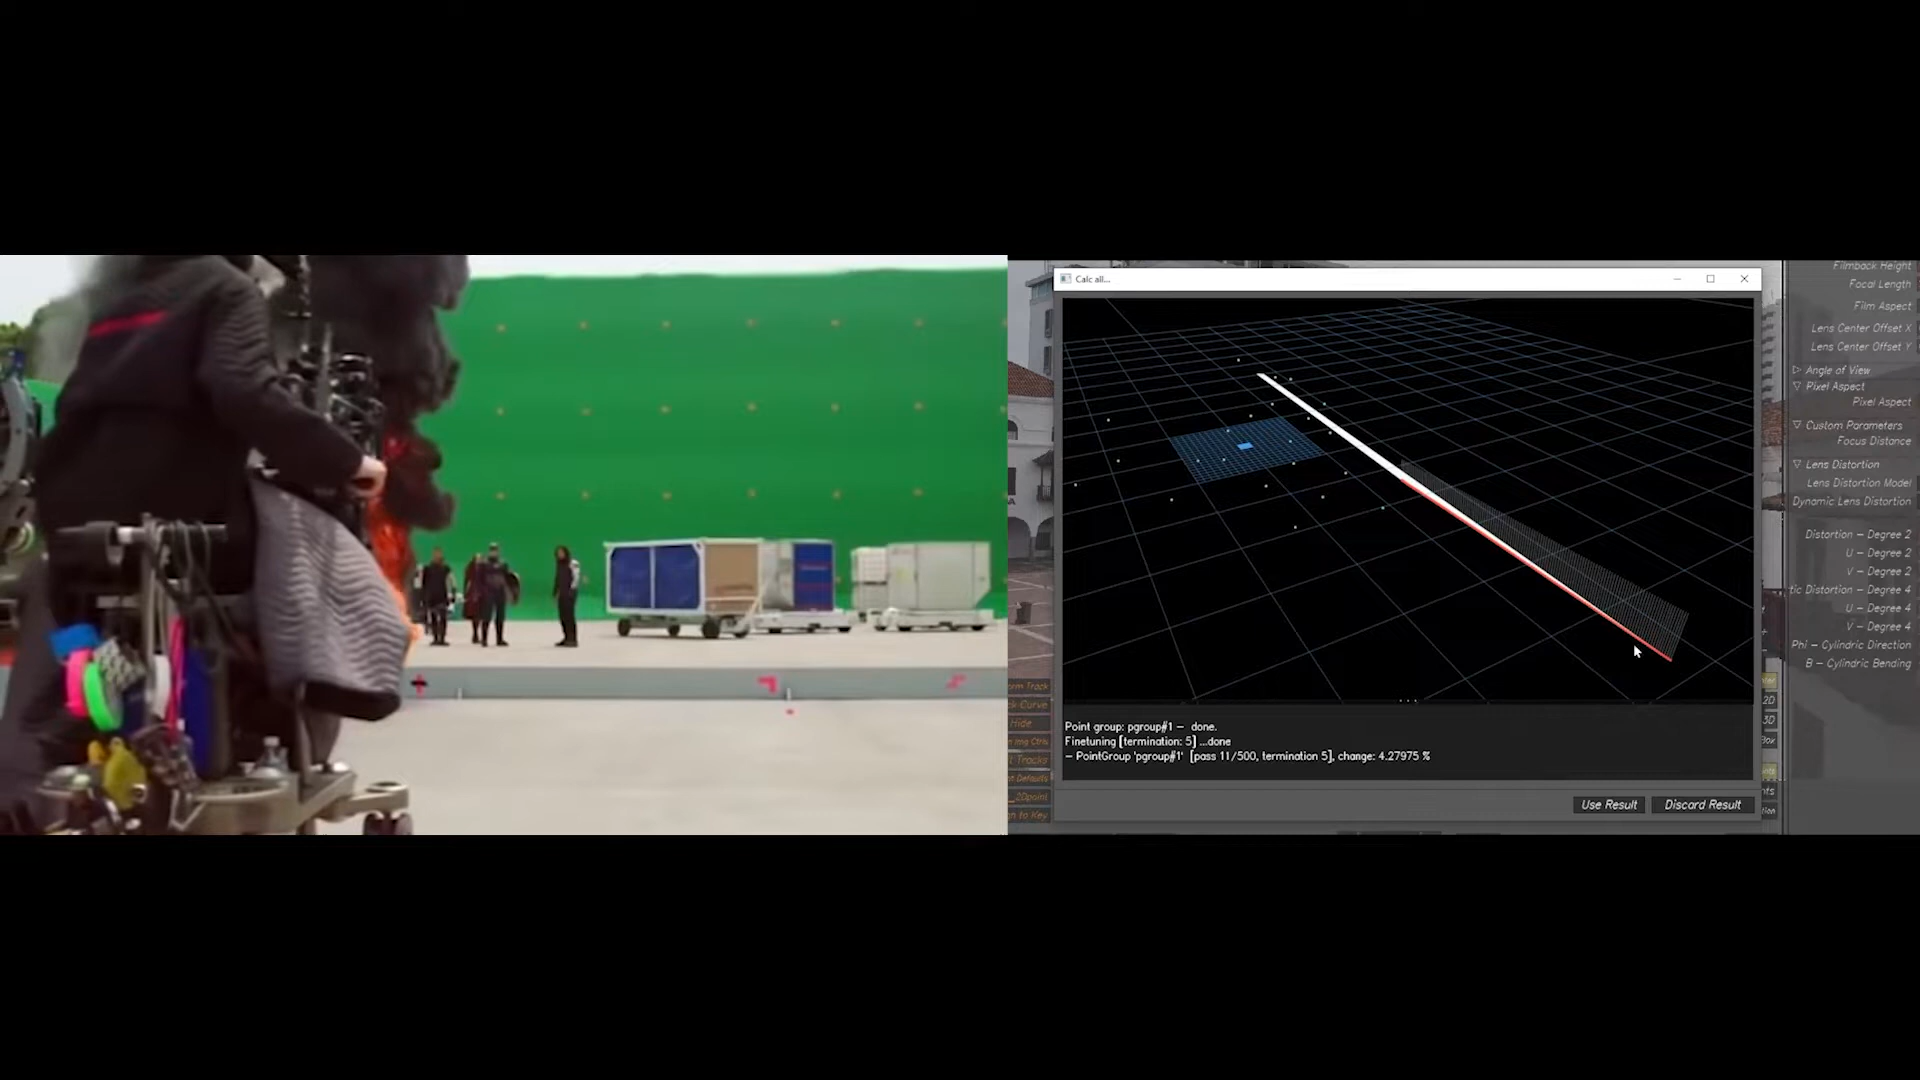 Calc all...
Point group: pgroup#1 – done.
Finetuning [termination: 5] ...done
– PointGroup 'pgroup#1' [pass 11/500, termination 5], change: 4.27975 %
Use Result
Discard Result
Filmback Height
Focal Length
Film Aspect
Lens Center Offset X
Lens Center Offset Y
Angle of View
Pixel Aspect
Pixel Aspect
Custom Parameters
Focus Distance
Lens Distortion
Lens Distortion Model
Dynamic Lens Distortion
Distortion – Degree 2
U – Degree 2
V – Degree 2
tic Distortion – Degree 4
U – Degree 4
V – Degree 4
Phi – Cylindric Direction
B – Cylindric Bending
Hide
2D
3D